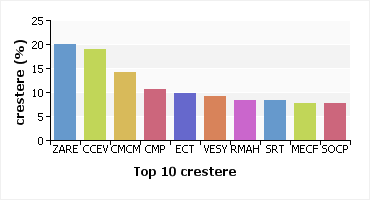 crestere (%)
25
20
15
10
5
0
ZARE CCEV CMCM CMP ECT VESY RMAH SRT MECF SOCP
Top 10 crestere